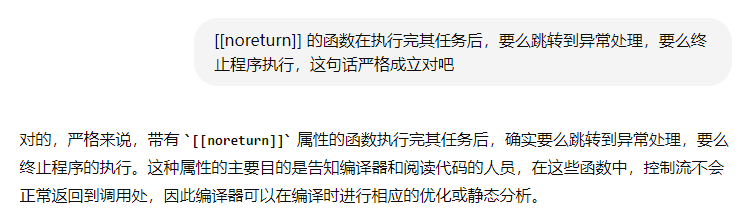 [[noreturn]] 的函数在执行完其任务后，要么跳转到异常处理，要么终
止程序执行，这句话严格成立对吧
对的，严格来说，带有 `[[noreturn]]` 属性的函数执行完其任务后，确实要么跳转到异常处理，要么
终止程序的执行。这种属性的主要目的是告知编译器和阅读代码的人员，在这些函数中，控制流不会
正常返回到调用处，因此编译器可以在编译时进行相应的优化或静态分析。